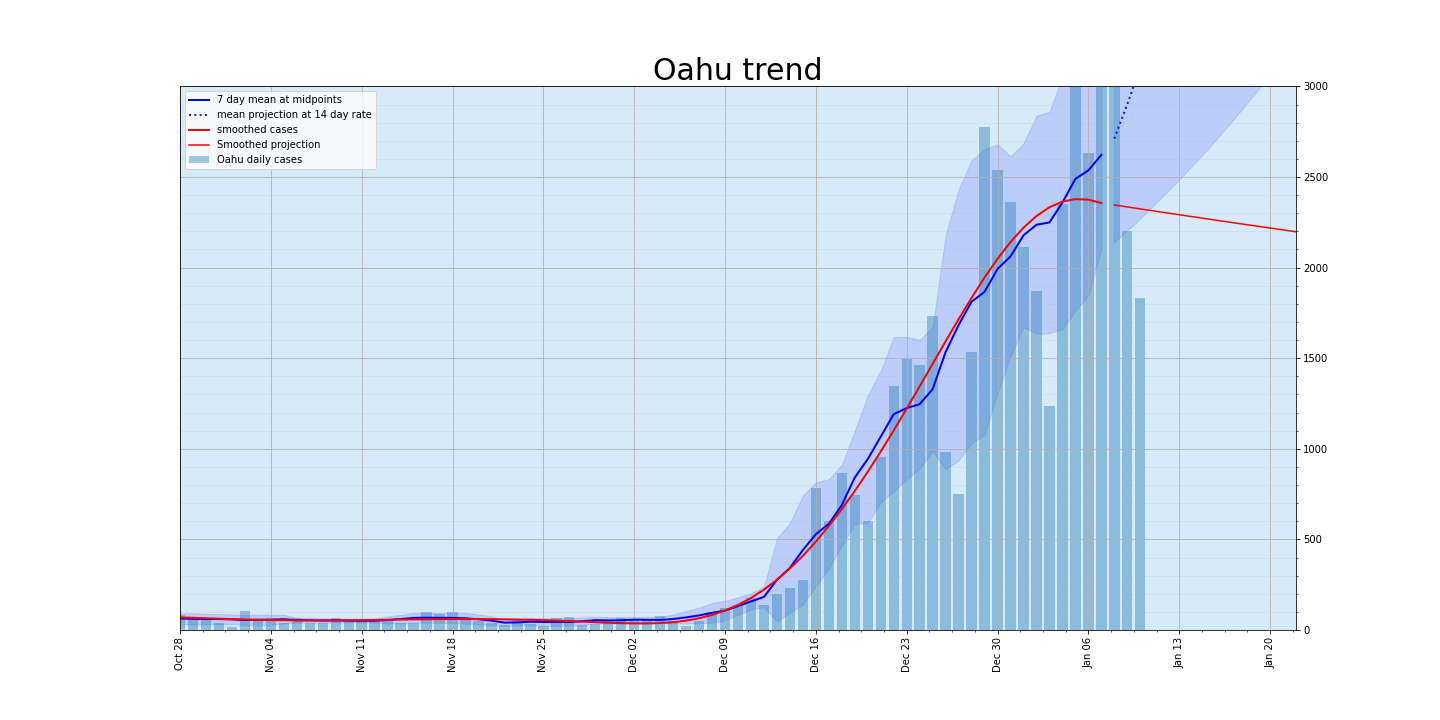 Oahu trend
7 day mean at midpoints
mean projection at 14 day rate
smoothed cases
Smoothed projection
Oahu daily cases
3000
2500
2000
1500
1000
500
0
Oct 28
Nov 04
Nov 11
Nov 18
Nov 25
Dec 02
Dec 09
Dec 16
Dec 23
Dec 30
Jan 06
Jan 13
Jan 20